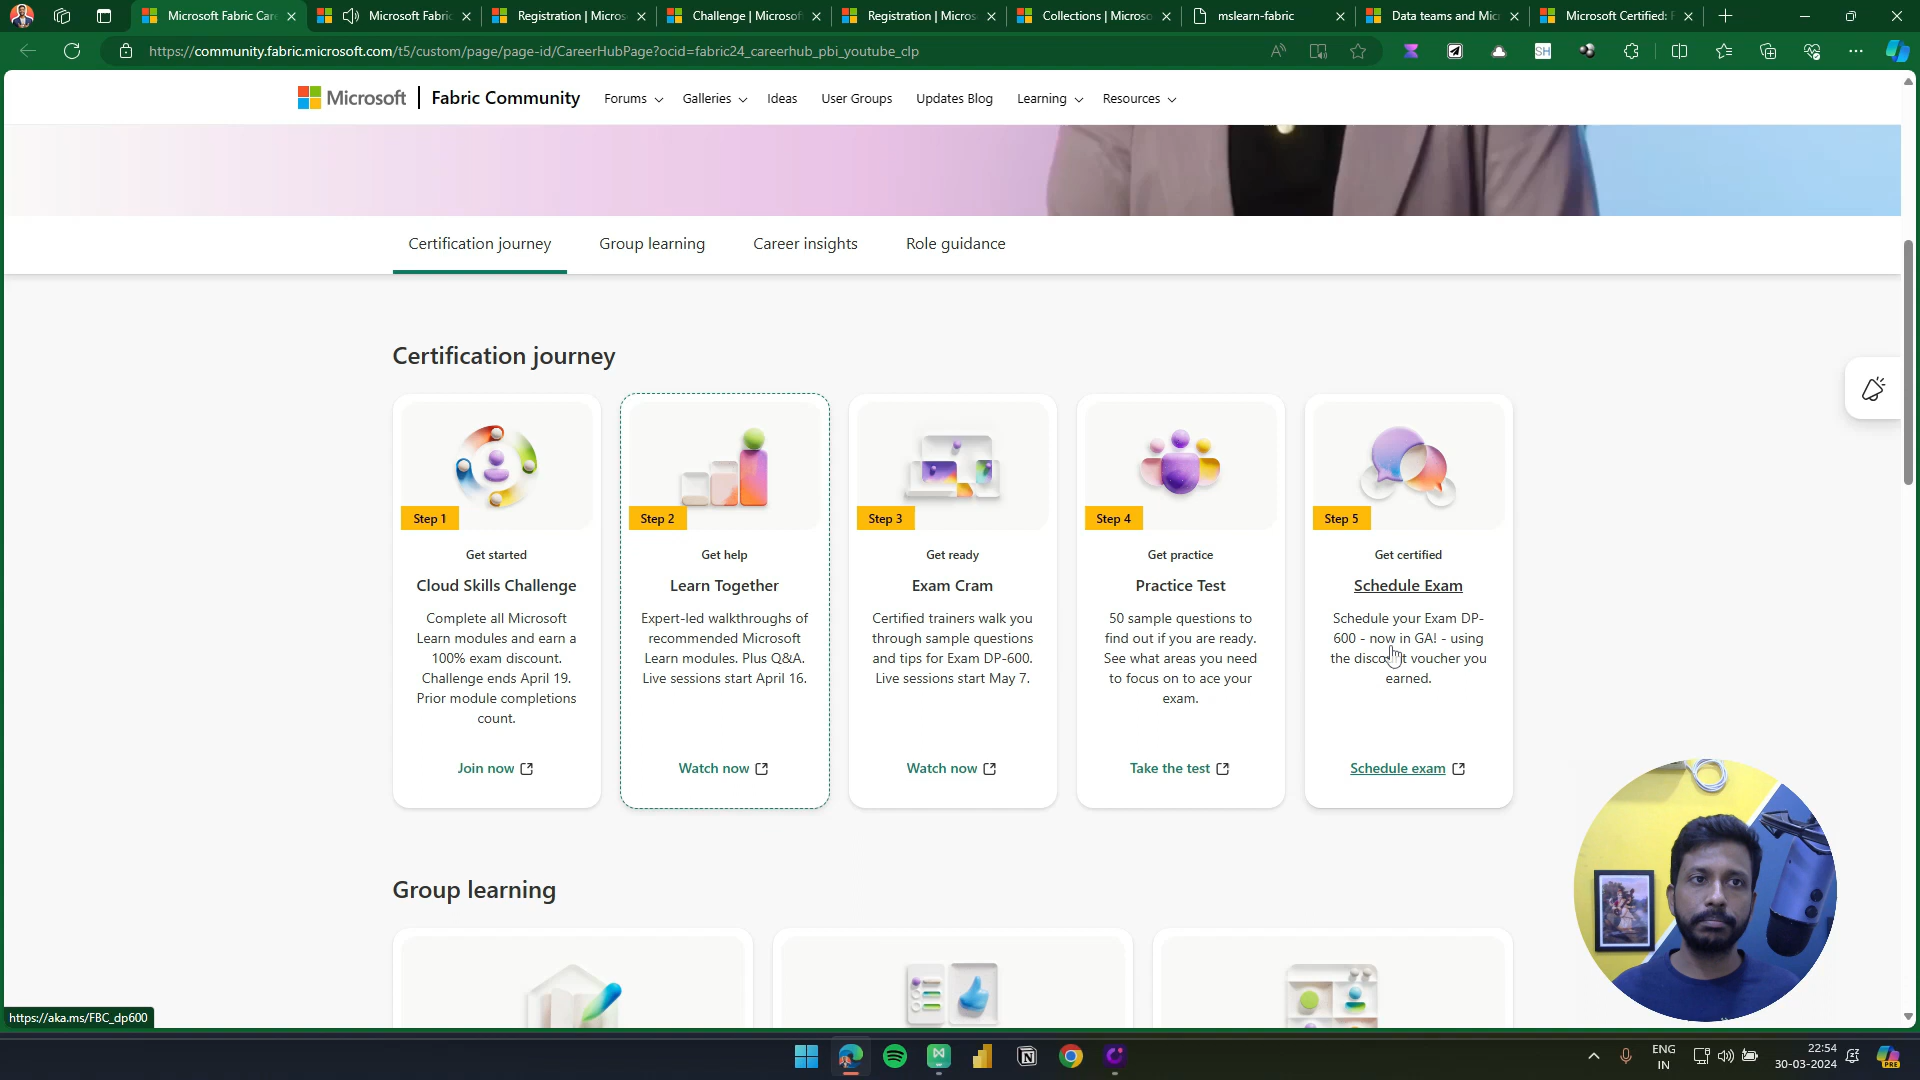 Microsoft Fabric Car
Microsoft Fabric
Registration | Micros
Challenge | Microsof
Registration | Micros
Collections | Microso
mslearn-fabric
Data teams and Mic
Microsoft Certified: F
https://community.fabric.microsoft.com/t5/custom/page/page-id/CareerHubPage?ocid=fabric24_careerhub_pbi_youtube_clp
SH
Microsoft
Fabric Community
Forums
Galleries
Ideas
User Groups
Updates Blog
Learning
Resources
Certification journey
Group learning
Career insights
Role guidance
Certification journey
Step 1
Get started
Cloud Skills Challenge
Complete all Microsoft
Learn modules and earn a
100% exam discount.
Challenge ends April 19.
Prior module completions
count.
Join now
Step 2
Get help
Learn Together
Expert-led walkthroughs of
recommended Microsoft
Learn modules. Plus Q&A.
Live sessions start April 16.
Watch now
Step 3
Get ready
Exam Cram
Certified trainers walk you
through sample questions
and tips for Exam DP-600.
Live sessions start May 7.
Watch now
Step 4
Get practice
Practice Test
50 sample questions to
find out if you are ready.
See what areas you need
to focus on to ace your
exam.
Take the test
Step 5
Get certified
Schedule Exam
Schedule your Exam DP-
600 - now in GA! - using
the discount voucher you
earned.
Schedule exam
Group learning
https://aka.ms/FBC_dp600
ENG
IN
22:54
30-03-2024
PRE